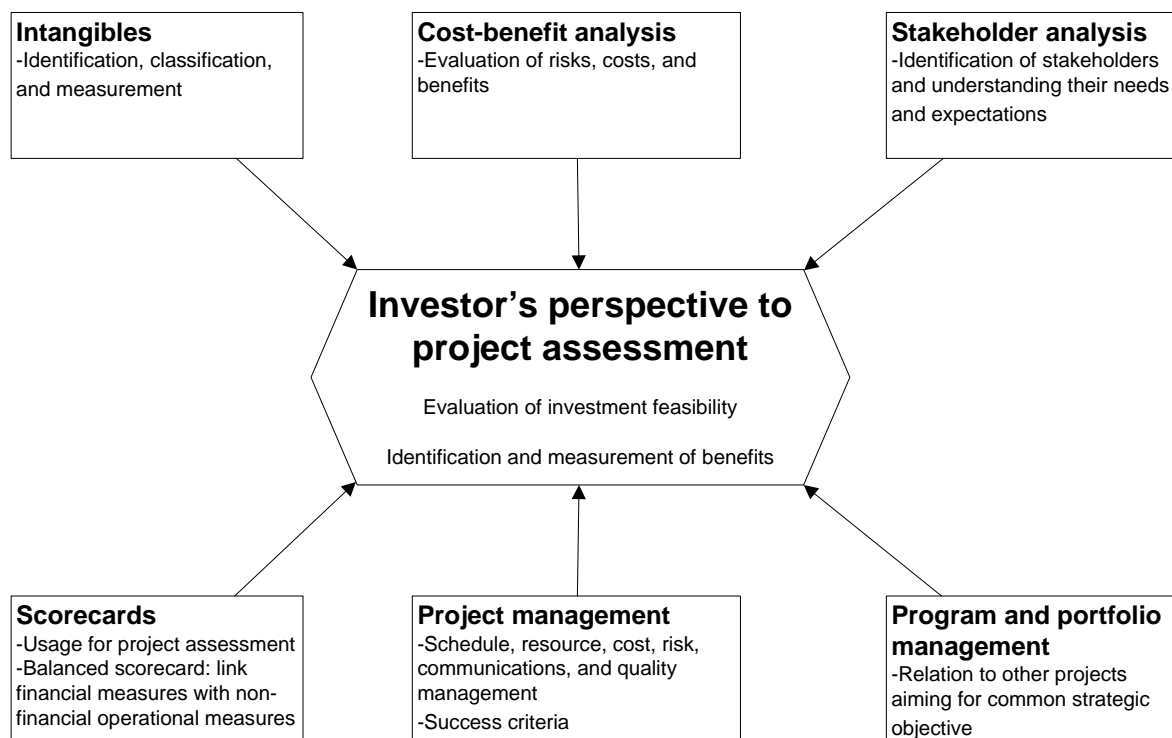 Intangibles
-Identification, classification,
and measurement
Cost-benefit analysis
-Evaluation of risks, costs, and
benefits
Stakeholder analysis
-Identification of stakeholders
and understanding their needs
and expectations
Investor’s perspective to
project assessment
Evaluation of investment feasibility
Identification and measurement of benefits
Scorecards
-Usage for project assessment
-Balanced scorecard: link
financial measures with non-
financial operational measures
Project management
-Schedule, resource, cost, risk,
communications, and quality
management
-Success criteria
Program and portfolio
management
-Relation to other projects
aiming for common strategic
objective